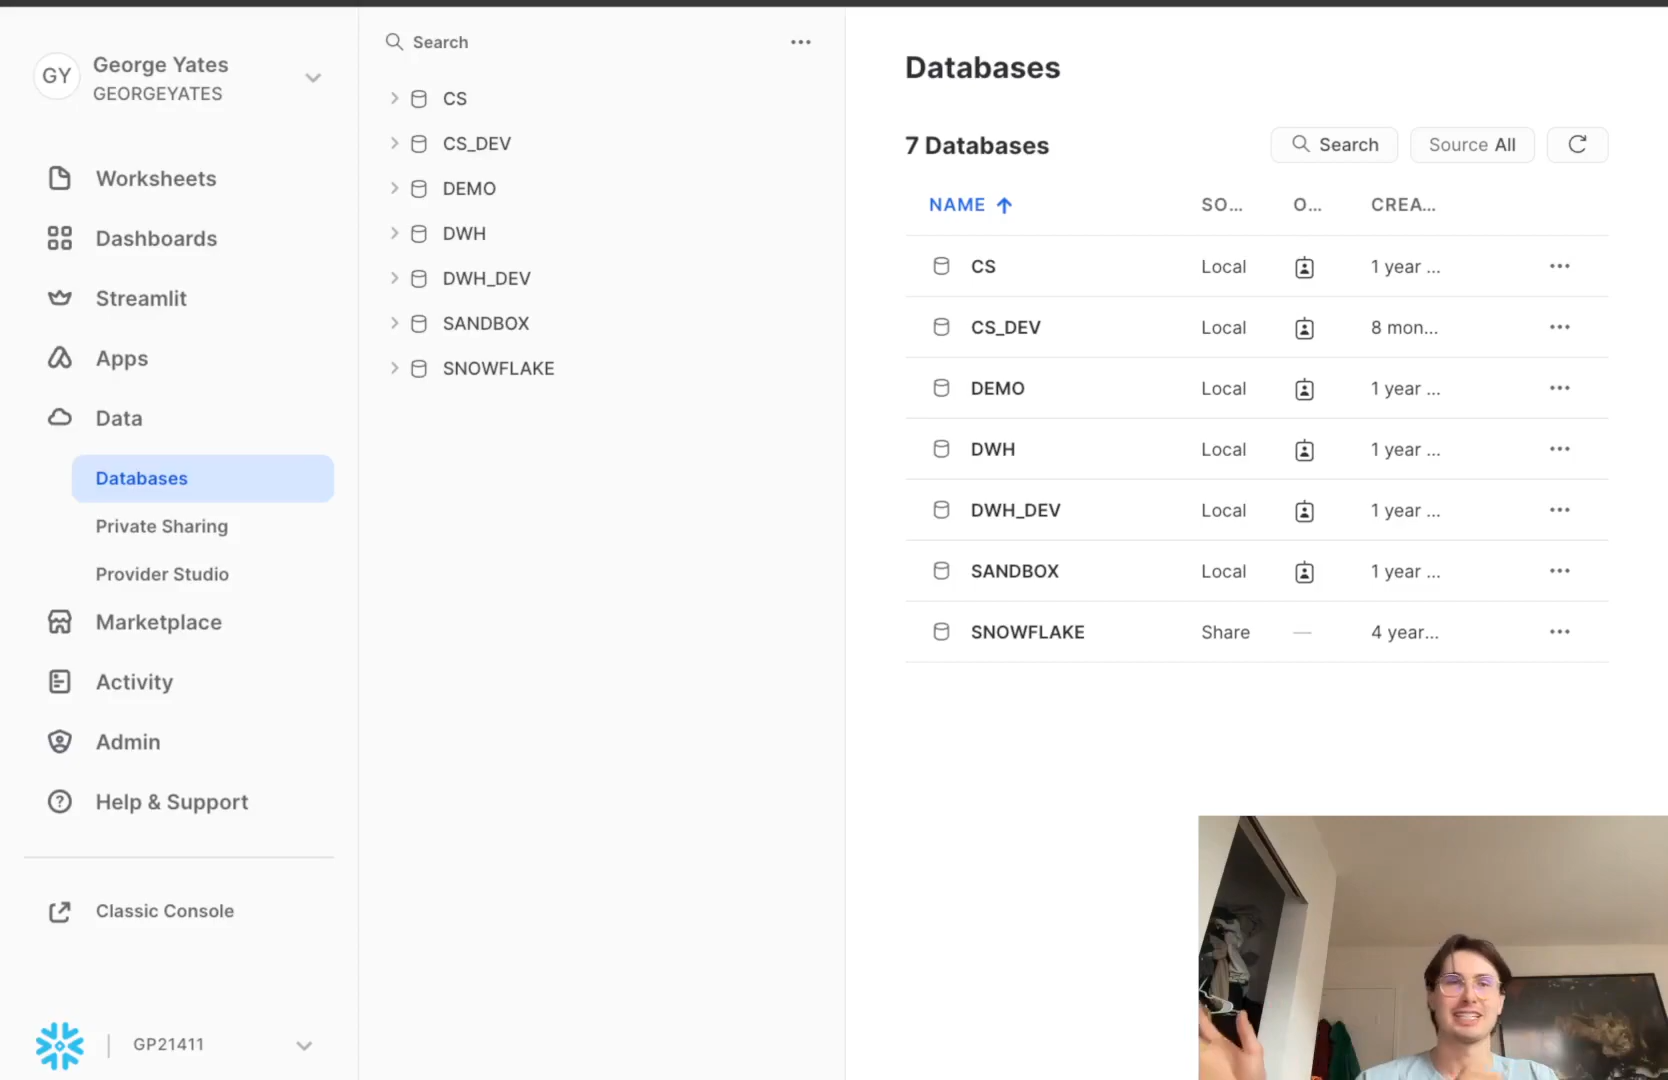 GY
George Yates
GEORGEYATES
Worksheets
Dashboards
Streamlit
Apps
Data
Databases
Private Sharing
Provider Studio
Marketplace
Activity
Admin
Help & Support
Classic Console
GP21411
Search
CS
CS_DEV
DEMO
DWH
DWH_DEV
SANDBOX
SNOWFLAKE
Databases
7 Databases
Search
Source All
NAME SO... O... CREA...
CS Local 1 year ...
CS_DEV Local 8 mon...
DEMO Local 1 year ...
DWH Local 1 year ...
DWH_DEV Local 1 year ...
SANDBOX Local 1 year ...
SNOWFLAKE Share — 4 year...